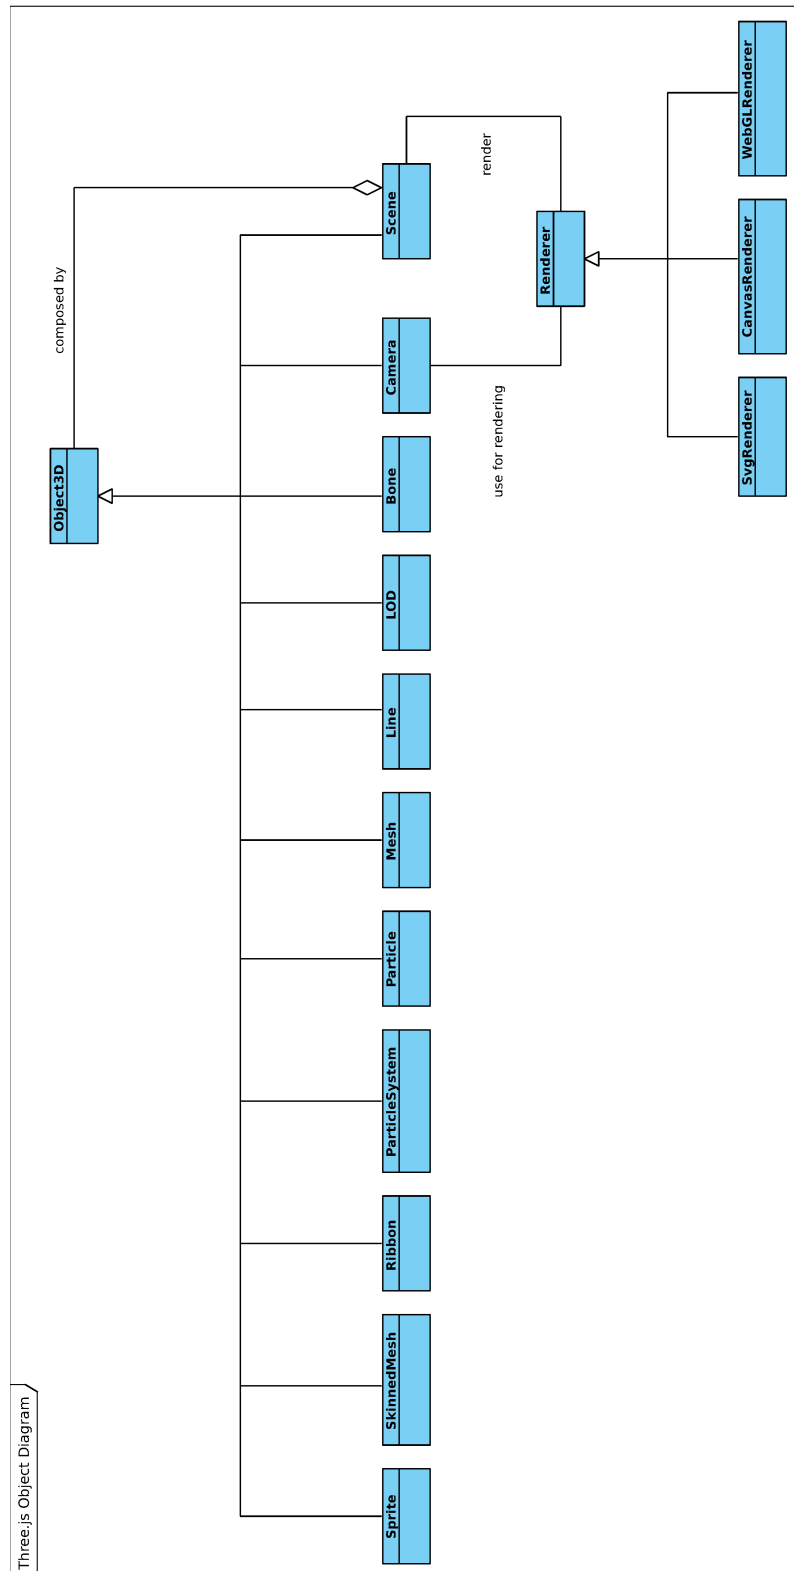 Three.js Object Diagram
Object3D
composed by
Sprite
SkinnedMesh
Ribbon
ParticleSystem
Particle
Mesh
Line
LOD
Bone
Camera
Scene
use for rendering
render
Renderer
SvgRenderer
CanvasRenderer
WebGLRenderer